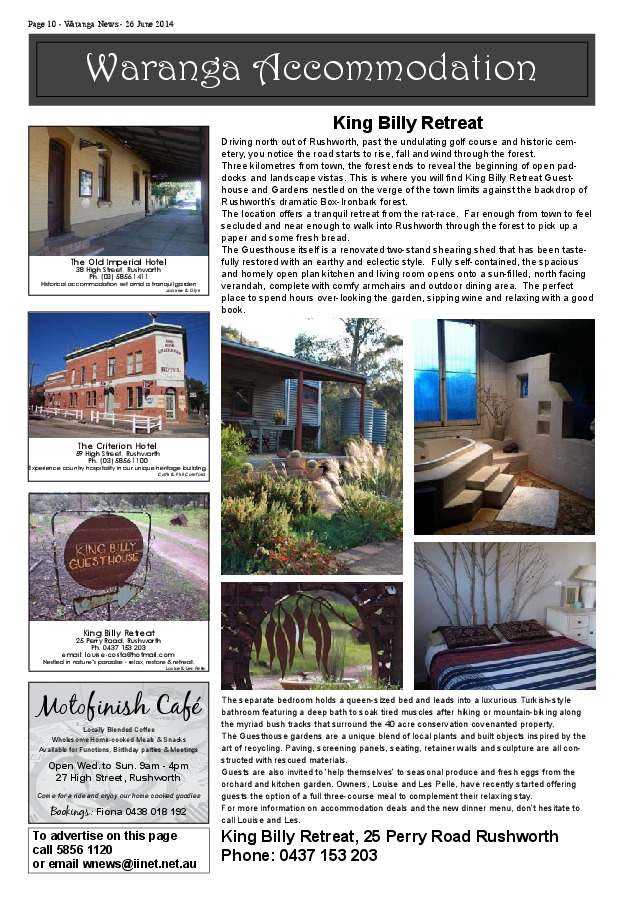 Page 10 - Waranga News - 26 June 2014
Waranga Accommodation
The Old Imperial Hotel
38 High Street, Rushworth
Ph. (03) 5856 1411
Historical accommodation set amid a tranquil garden
Joanne & Glyn
THE CRITERION
HOTEL
The Criterion Hotel
59 High Street, Rushworth
Ph. (03) 5856 1100
Experience country hospitality in our unique heritage building.
KING BILLY
GUESTHOUSE
King Billy Retreat
25 Perry Road, Rushworth
Ph. 0437 153 203
email: louise-costa@hotmail.com
Nestled in nature's paradise - relax, restore & retreat.
Louise & Les Pelle
Motofinish Café
Locally Blended Coffee
Wholesome Home-cooked Meals & Snacks
Available for Functions, Birthday parties & Meetings
Open Wed. to Sun. 9am - 4pm
27 High Street, Rushworth
Come for a ride and enjoy our home cooked goodies
Bookings: Fiona 0438 018 192
To advertise on this page
call 5856 1120
or email wnews@iinet.net.au
King Billy Retreat
Driving north out of Rushworth, past the undulating golf course and historic cem-
etery, you notice the road starts to rise, fall and wind through the forest.
Three kilometres from town, the forest ends to reveal the beginning of open pad-
docks and landscape vistas. This is where you will find King Billy Retreat Guest-
house and Gardens nestled on the verge of the town limits against the backdrop of
Rushworth's dramatic Box-Ironbark forest.
The location offers a tranquil retreat from the rat-race. Far enough from town to feel
secluded and near enough to walk into Rushworth through the forest to pick up a
paper and some fresh bread.
The Guesthouse itself is a renovated two-stand shearing shed that has been taste-
fully restored with an earthy and eclectic style. Fully self-contained, the spacious
and homely open plan kitchen and living room opens onto a sun-filled, north facing
verandah, complete with comfy armchairs and outdoor dining area. The perfect
place to spend hours over-looking the garden, sipping wine and relaxing with a good
book.
The separate bedroom holds a queen-sized bed and leads into a luxurious Turkish-style
bathroom featuring a deep bath to soak tired muscles after hiking or mountain-biking along
the myriad bush tracks that surround the 40 acre conservation covenanted property.
The Guesthouse gardens are a unique blend of local plants and built objects inspired by the
art of recycling. Paving, screening panels, seating, retainer walls and sculpture are all con-
structed with rescued materials.
Guests are also invited to 'help themselves' to seasonal produce and fresh eggs from the
orchard and kitchen garden. Owners, Louise and Les Pelle, have recently started offering
guests the option of a full three-course meal to complement their relaxing stay.
For more information on accommodation deals and the new dinner menu, don't hesitate to
call Louise and Les.
King Billy Retreat, 25 Perry Road Rushworth
Phone: 0437 153 203